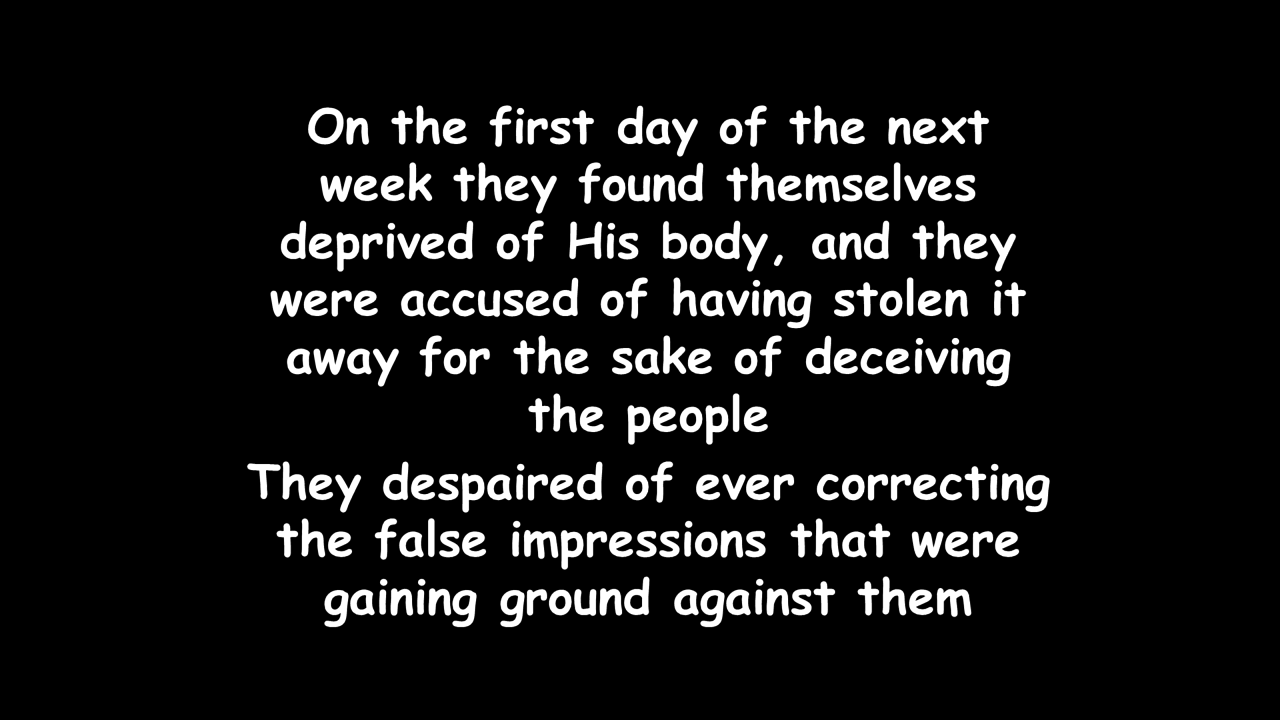 On the first day of the next
week they found themselves
deprived of His body, and they
were accused of having stolen it
away for the sake of deceiving
the people
They despaired of ever correcting
the false impressions that were
gaining ground against them